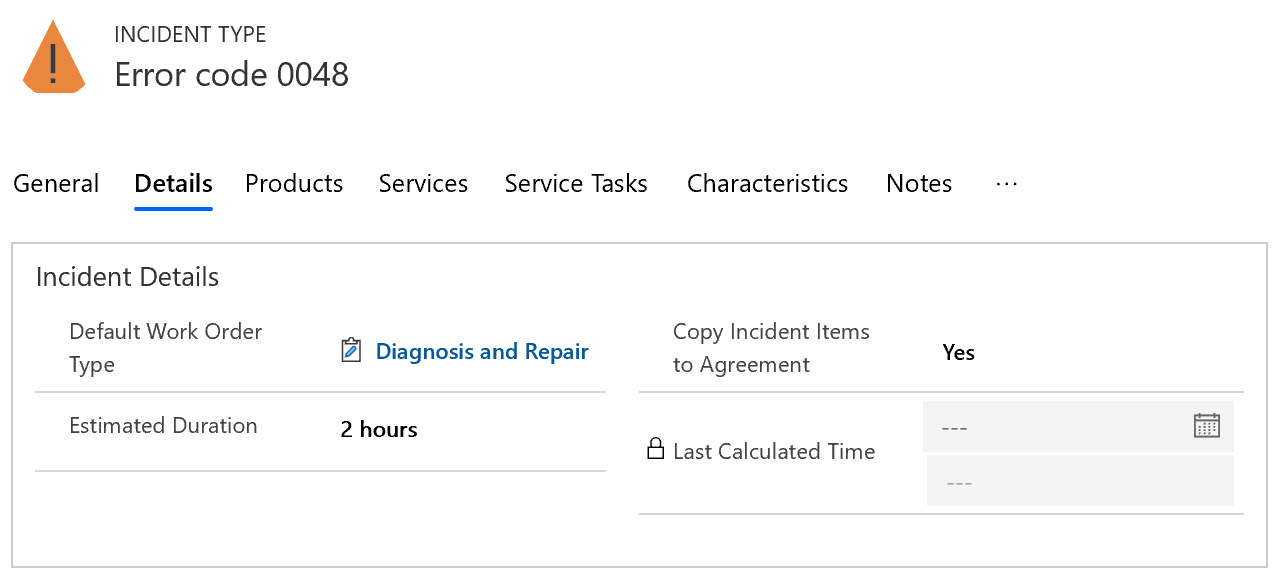 INCIDENT TYPE
Error code 0048
General Details Products Services Service Tasks Characteristics Notes ···
Incident Details
Default Work Order
Type
Diagnosis and Repair
Copy Incident Items
to Agreement
Yes
Estimated Duration
2 hours
Last Calculated Time
---
---